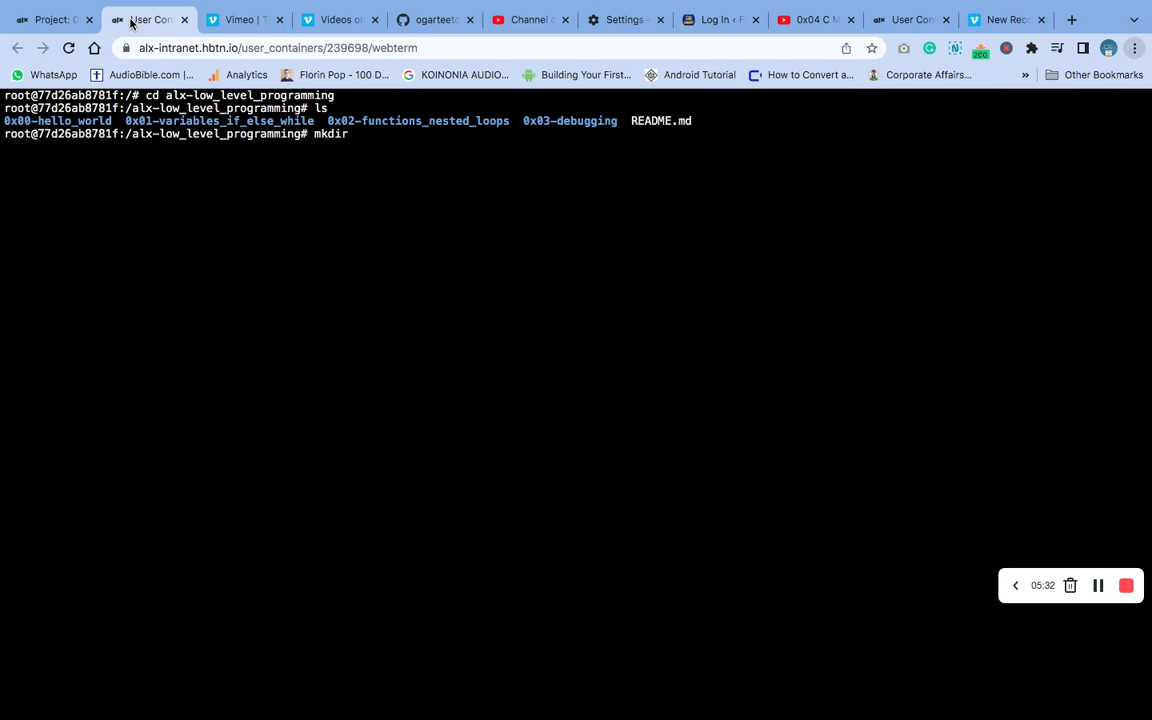 Project: 0 User Con Vimeo | T Videos on ogarteeto Channel c Settings - Log In ‹ F 0x04 C M User Con New Rec
alx-intranet.hbtn.io/user_containers/239698/webterm
200
WhatsApp AudioBible.com |... Analytics Florin Pop - 100 D... KOINONIA AUDIO... Building Your First... Android Tutorial How to Convert a... Corporate Affairs... » Other Bookmarks
root@77d26ab8781f:/# cd alx-low_level_programming
root@77d26ab8781f:/alx-low_level_programming# ls
0x00-hello_world 0x01-variables_if_else_while 0x02-functions_nested_loops 0x03-debugging README.md
root@77d26ab8781f:/alx-low_level_programming# mkdir
05:32